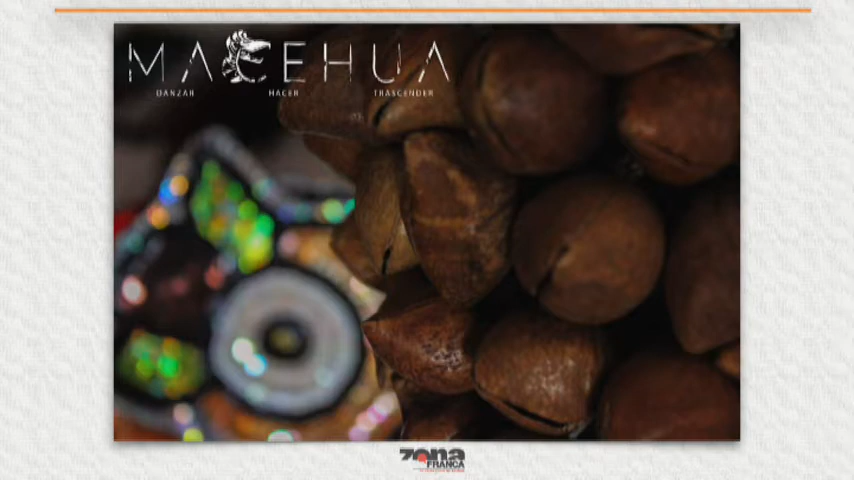 MACEHUA
DANZAR HACER TRASCENDER
zona
FRANCA